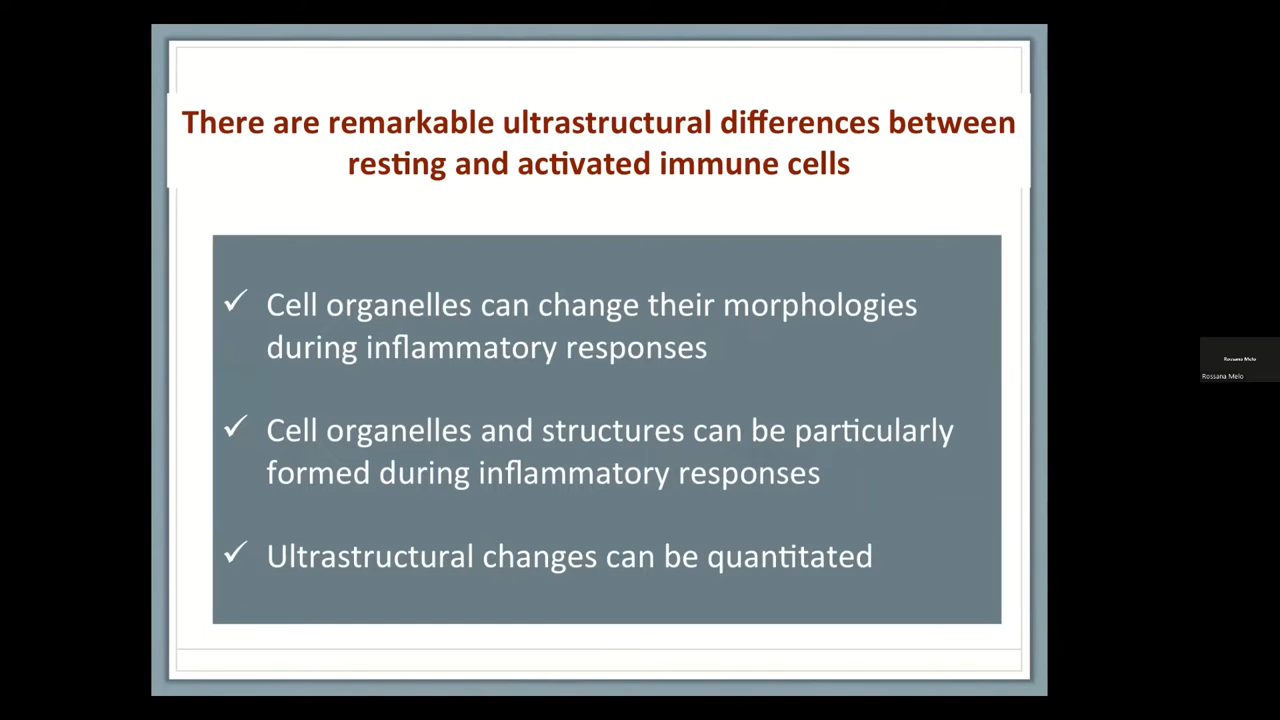 There are remarkable ultrastructural differences between
resting and activated immune cells
✓ Cell organelles can change their morphologies
during inflammatory responses
✓ Cell organelles and structures can be particularly
formed during inflammatory responses
✓ Ultrastructural changes can be quantitated
Rossana Melo
Rossana Melo